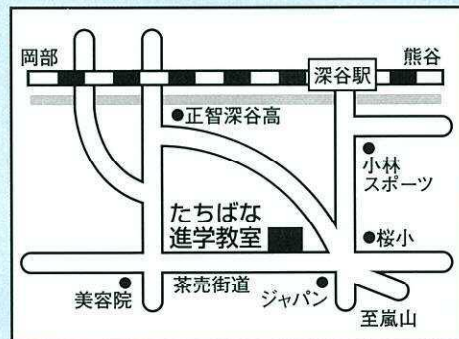 岡部
熊谷
深谷駅
正智深谷高
小林
スポーツ
たちばな
進学教室
桜小
茶売街道
美容院
ジャパン
至嵐山